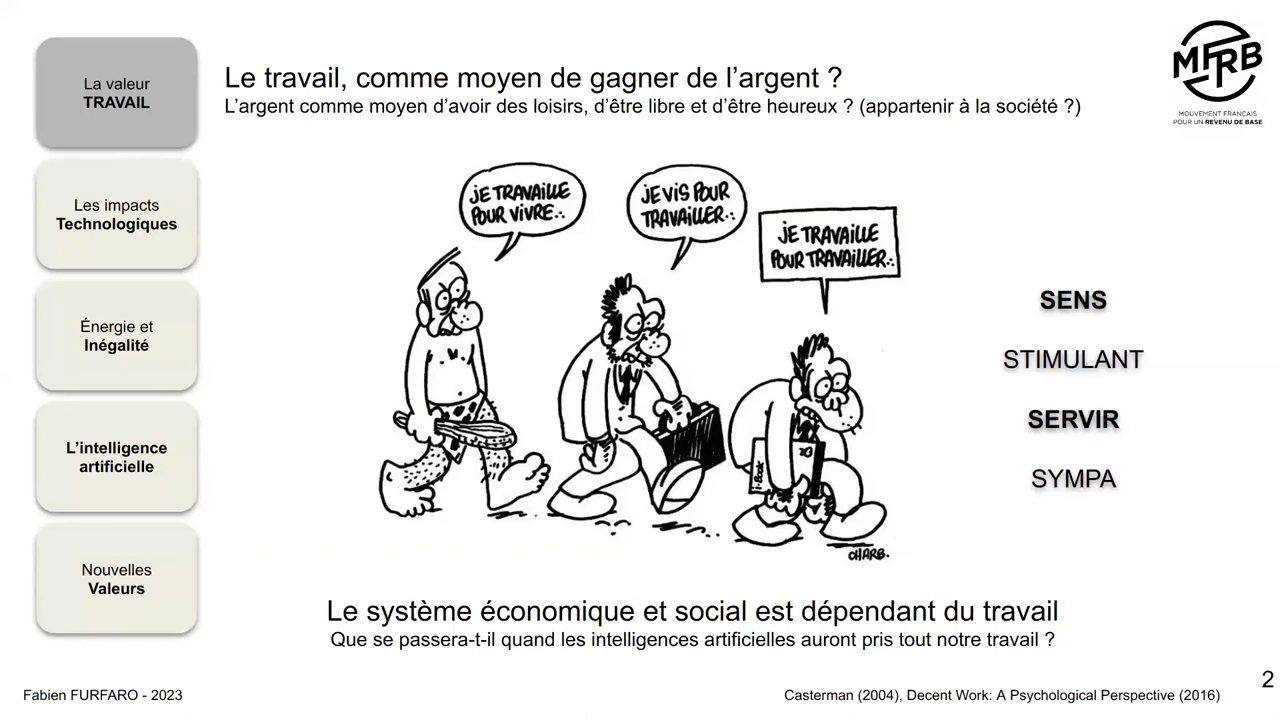 La valeur
TRAVAIL
Les impacts
Technologiques
Énergie et
Inégalité
L'intelligence
artificielle
Nouvelles
Valeurs
Le travail, comme moyen de gagner de l'argent ?
L'argent comme moyen d'avoir des loisirs, d'être libre et d'être heureux ? (appartenir à la société ?)
MFRB
MOUVEMENT FRANÇAIS
POUR UN REVENU DE BASE
JE TRAVAILLE
POUR VIVRE..
JE VIS POUR
TRAVAILLER..
JE TRAVAILLE
POUR TRAVAILLER..
i-Book
CHARB.
SENS
STIMULANT
SERVIR
SYMPA
Le système économique et social est dépendant du travail
Que se passera-t-il quand les intelligences artificielles auront pris tout notre travail ?
Fabien FURFARO - 2023
Casterman (2004), Decent Work: A Psychological Perspective (2016)
2